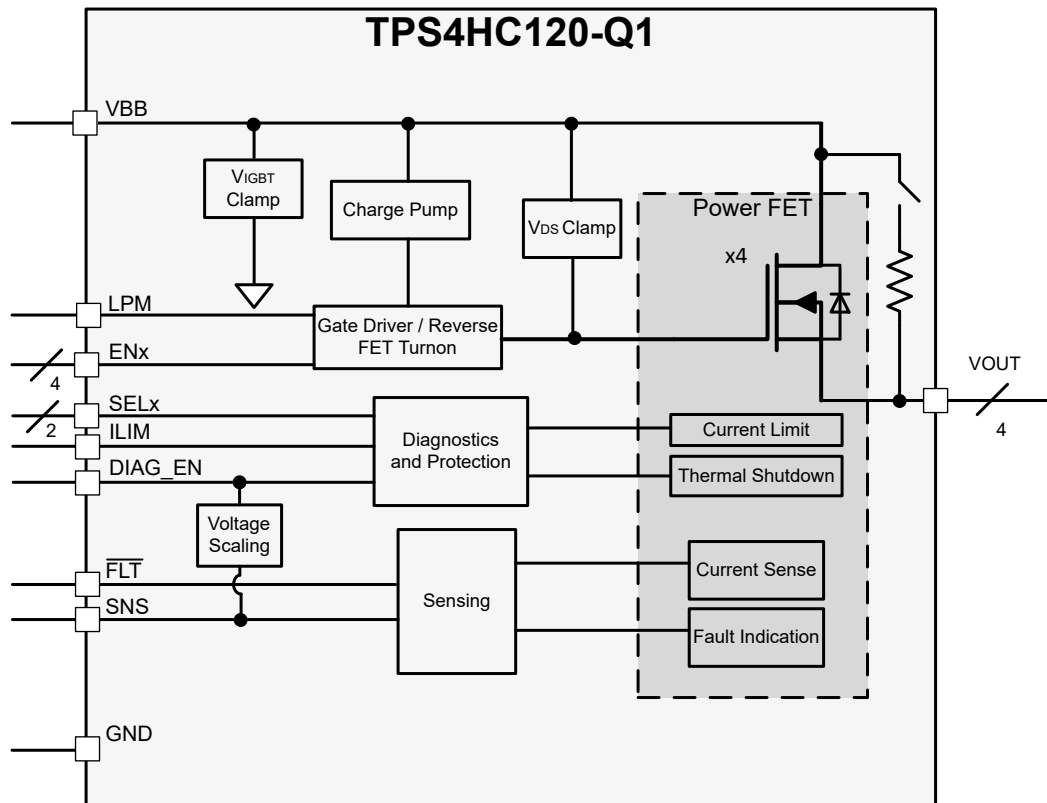 TPS4HC120-Q1
VBB
VIGBT
Clamp
Charge Pump
VDS Clamp
Power FET
x4
LPM
Gate Driver / Reverse
FET Turnon
ENx
4
VOUT
4
SELx
2
ILIM
DIAG_EN
Diagnostics
and Protection
Current Limit
Thermal Shutdown
Voltage
Scaling
FLT
SNS
Sensing
Current Sense
Fault Indication
GND